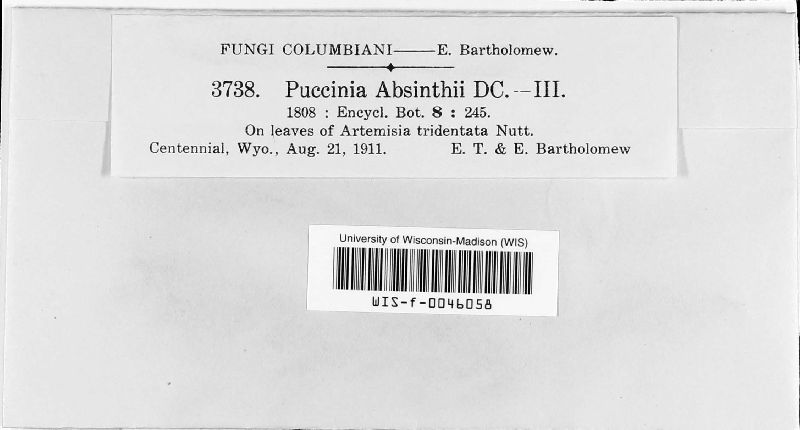 FUNGI COLUMBIANI——E. Bartholomew.
3738. Puccinia Absinthii DC.—III.
1808 : Encycl. Bot. 8 : 245.
On leaves of Artemisia tridentata Nutt.
Centennial, Wyo., Aug. 21, 1911. E. T. & E. Bartholomew
University of Wisconsin-Madison (WIS)
WIS-f-0046058